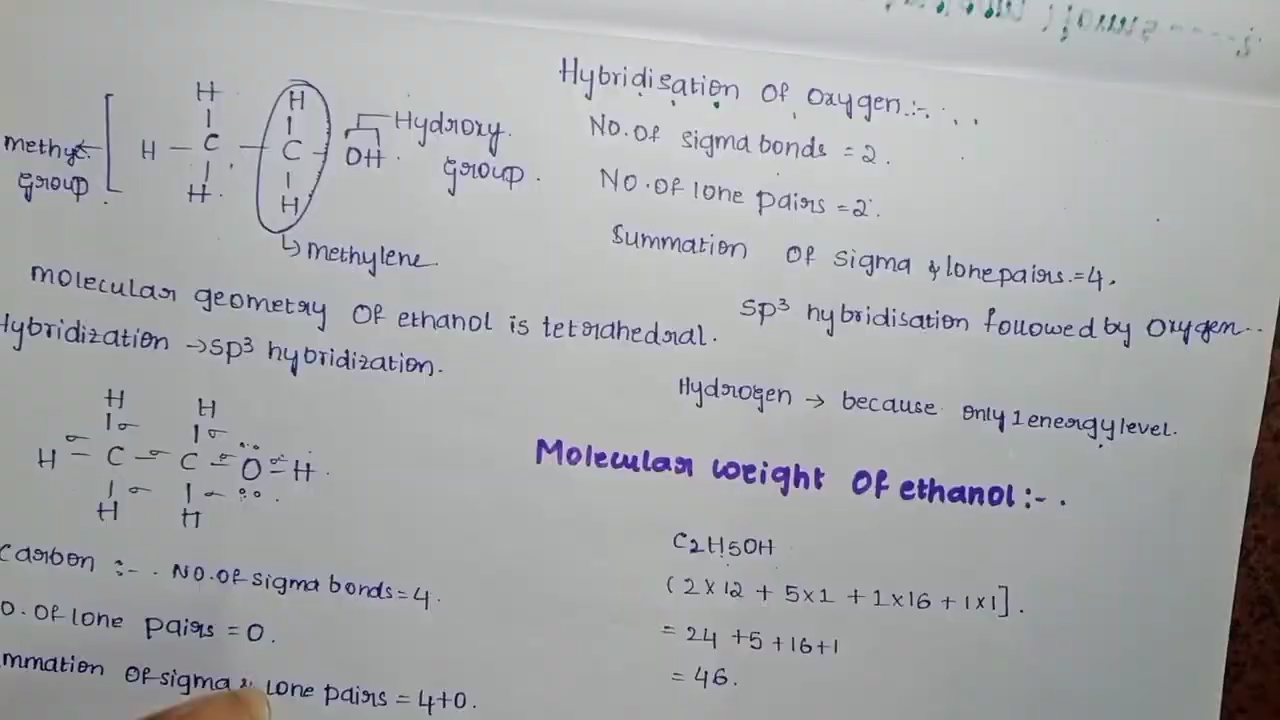 H H
Methyl group
H - C - C - OH
Hydroxy group.
H. H
↳ methylene
Molecular geometry Of ethanol is tetrahedral.
Hybridization →sp³ hybridization.
H H
σ σ
H - C - C - O - H.
σ σ σ σ
σ σ
H H
Carbon :-. No.Of sigma bonds=4.
O. Of lone pairs = 0.
mmation Of sigma & lone pairs = 4+0.
Hybridisation Of Oxygen:-...
No. Of sigma bonds = 2.
No. Of lone pairs = 2.
Summation Of sigma & lone pairs.=4.
sp³ hybridisation followed by Oxygen..
Hydrogen → because only 1 energy level.
Molecular weight Of ethanol:-.
C2H5OH
(2×12 + 5×1 + 1×16 + 1×1].
= 24 +5 +16+1
= 46.